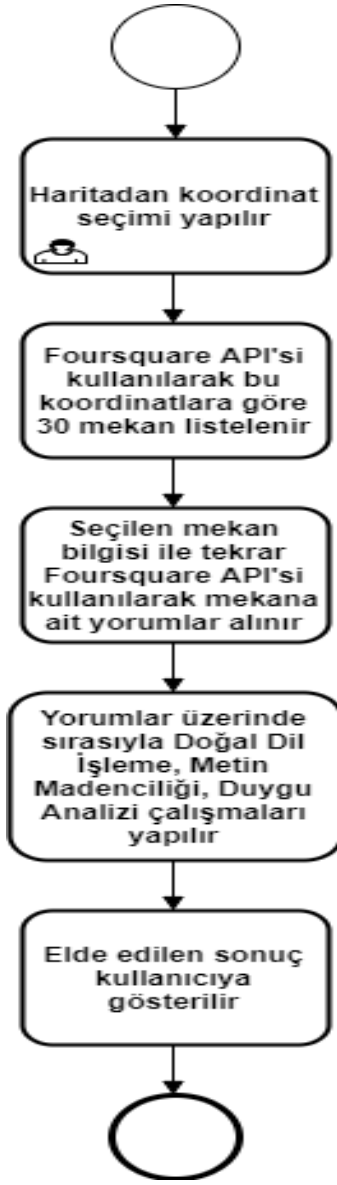 Haritadan koordinat
seçimi yapılır
Foursquare API'si
kullanılarak bu
koordinatlara göre
30 mekan listelenir
Seçilen mekan
bilgisi ile tekrar
Foursquare API'si
kullanılarak mekana
ait yorumlar alınır
Yorumlar üzerinde
sırasıyla Doğal Dil
İşleme, Metin
Madenciliği, Duygu
Analizi çalışmaları
yapılır
Elde edilen sonuç
kullanıcıya
gösterilir